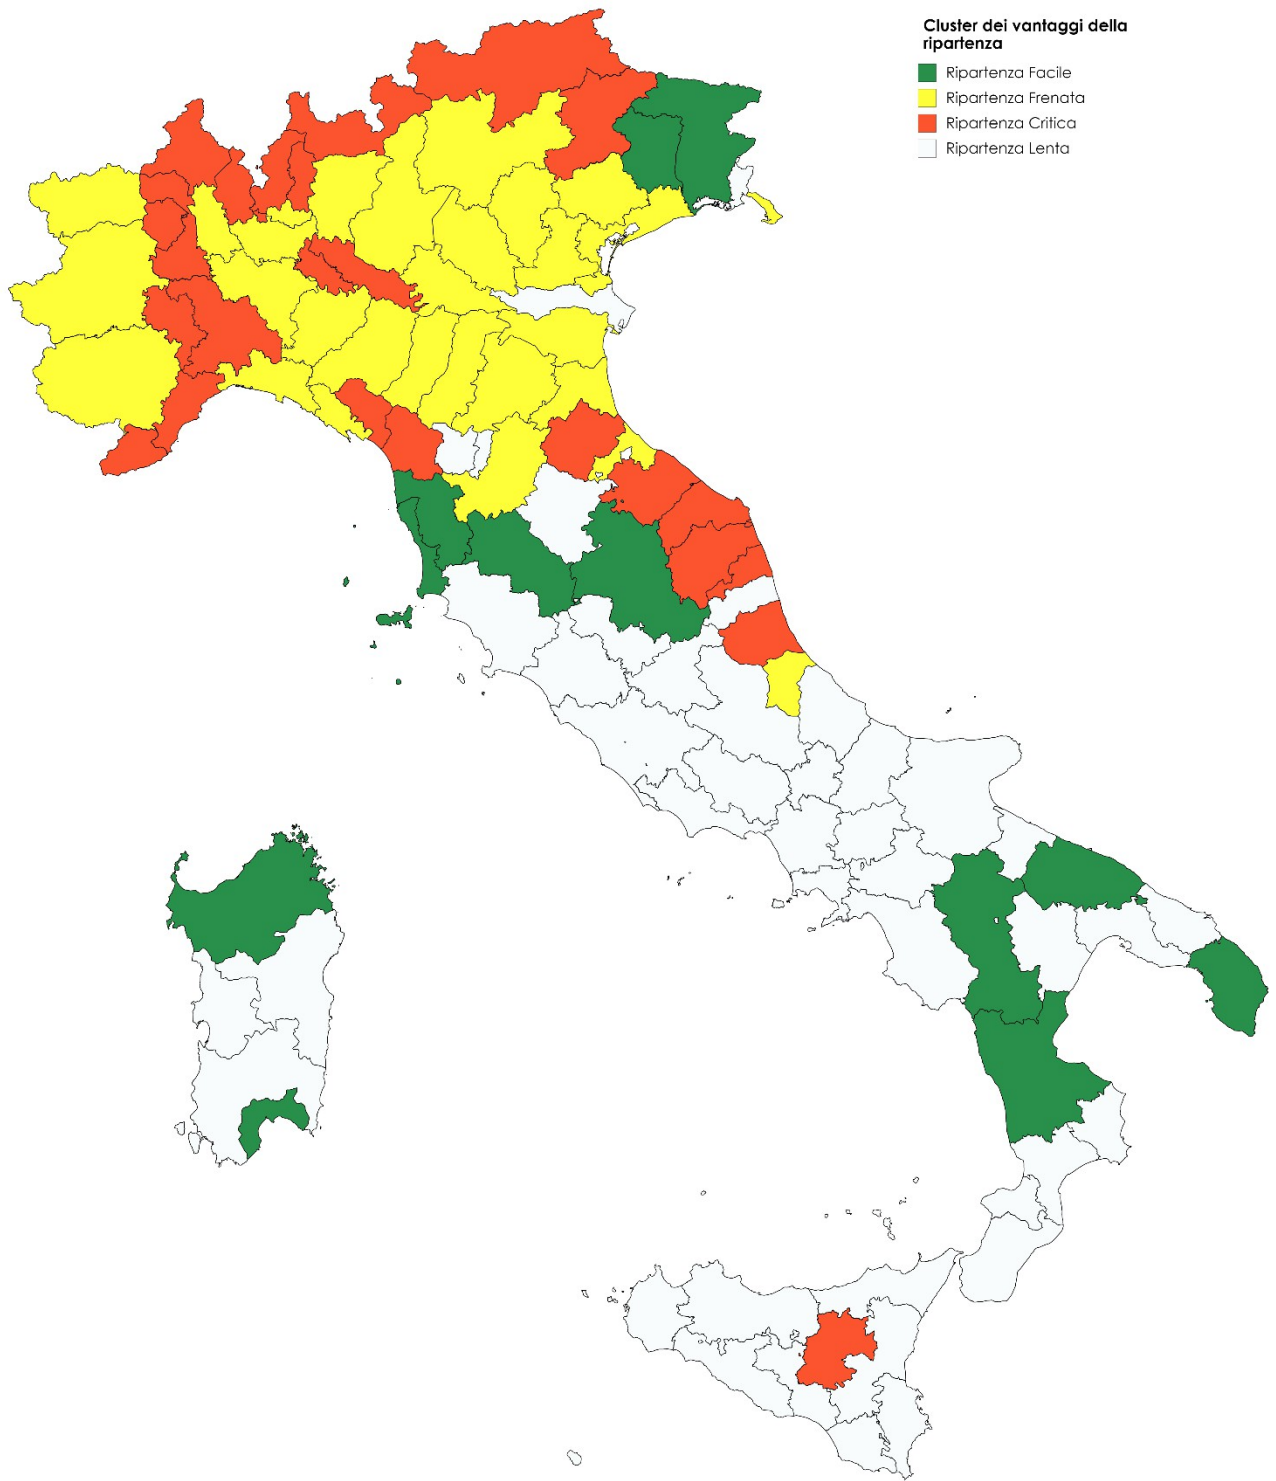 Cluster dei vantaggi della
ripartenza
Ripartenza Facile
Ripartenza Frenata
Ripartenza Critica
Ripartenza Lenta